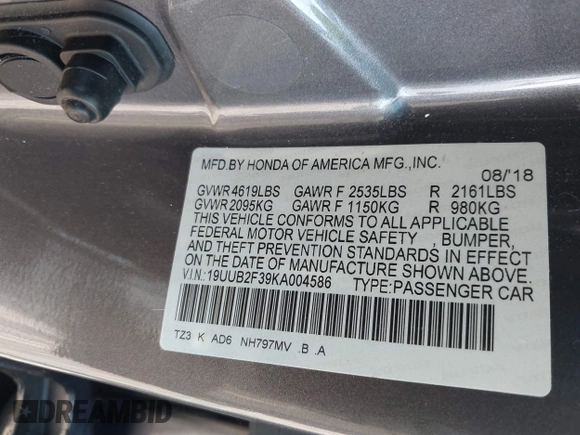 MFD.BY HONDA OF AMERICA MFG.,INC. 08/'18
GVWR 4619LBS GAWR F 2535LBS R 2161LBS
GVWR 2095KG GAWR F 1150KG R 980KG
THIS VEHICLE CONFORMS TO ALL APPLICABLE
FEDERAL MOTOR VEHICLE SAFETY , BUMPER,
AND THEFT PREVENTION STANDARDS IN EFFECT
ON THE DATE OF MANUFACTURE SHOWN ABOVE.
V.I.N.: 19UUB2F39KA004586 TYPE:PASSENGER CAR
TZ3 K AD6 NH797MV .B .A
DREAMBID